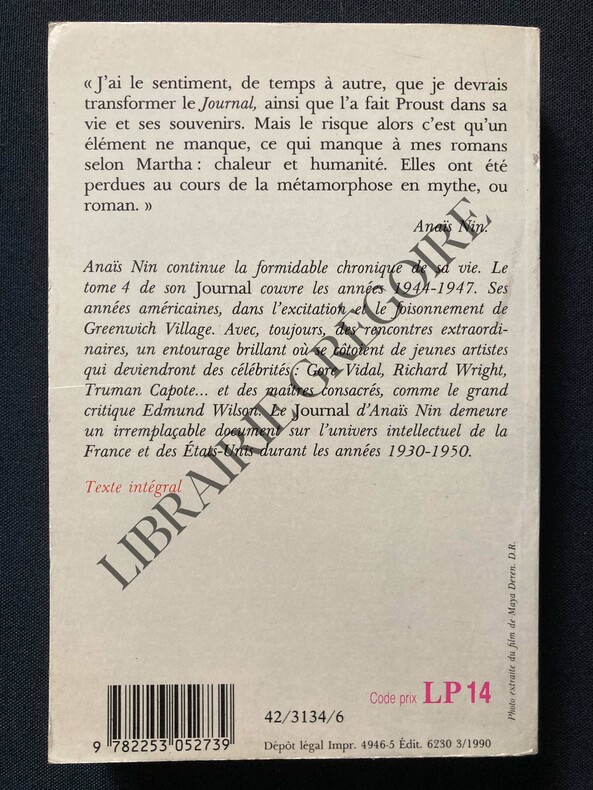 « J'ai le sentiment, de temps à autre, que je devrais
transformer le Journal, ainsi que l'a fait Proust dans sa
vie et ses souvenirs. Mais le risque alors c'est qu'un
élément ne manque, ce qui manque à mes romans
selon Martha : chaleur et humanité. Elles ont été
perdues au cours de la métamorphose en mythe, ou
roman. »
Anaïs Nin.
Anaïs Nin continue la formidable chronique de sa vie. Le
tome 4 de son Journal couvre les années 1944-1947. Ses
années américaines, dans l'excitation et le foisonnement de
Greenwich Village. Avec, toujours, des rencontres extraordi-
naires, un entourage brillant où se côtoient de jeunes artistes
qui deviendront des célébrités : Gore Vidal, Richard Wright,
Truman Capote... et des maîtres consacrés, comme le grand
critique Edmund Wilson. Le Journal d'Anaïs Nin demeure
un irremplaçable document sur l'univers intellectuel de la
France et des États-Unis durant les années 1930-1950.
Texte intégral
LIBRAIRIE GRÉGOIRE
Photo extraite du film de Maya Deren. D.R.
Code prix LP 14
42/3134/6
9 782253 052739
Dépôt légal Impr. 4946-5 Édit. 6230 3/1990